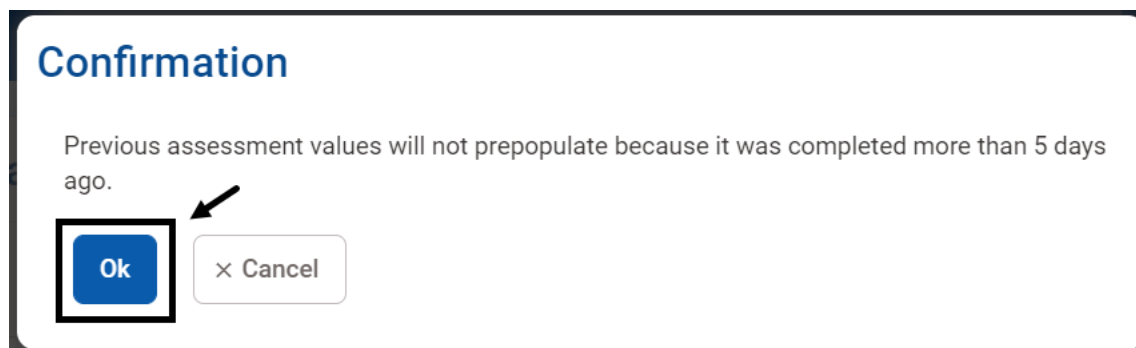 Confirmation
Previous assessment values will not prepopulate because it was completed more than 5 days
ago.
Ok
× Cancel